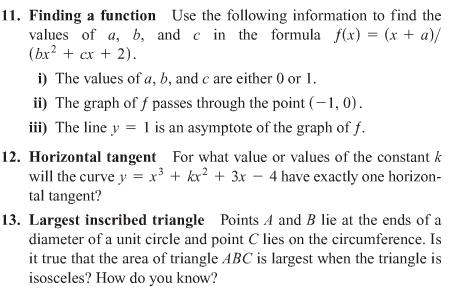 11. Finding a function Use the following information to find the
values of a, b, and c in the formula f(x) = (x + a)/
(bx² + cx + 2).
i) The values of a, b, and c are either 0 or 1.
ii) The graph of f passes through the point (−1, 0).
iii) The line y = 1 is an asymptote of the graph of f.
12. Horizontal tangent For what value or values of the constant k
will the curve y = x³ + kx² + 3x − 4 have exactly one horizon-
tal tangent?
13. Largest inscribed triangle Points A and B lie at the ends of a
diameter of a unit circle and point C lies on the circumference. Is
it true that the area of triangle ABC is largest when the triangle is
isosceles? How do you know?